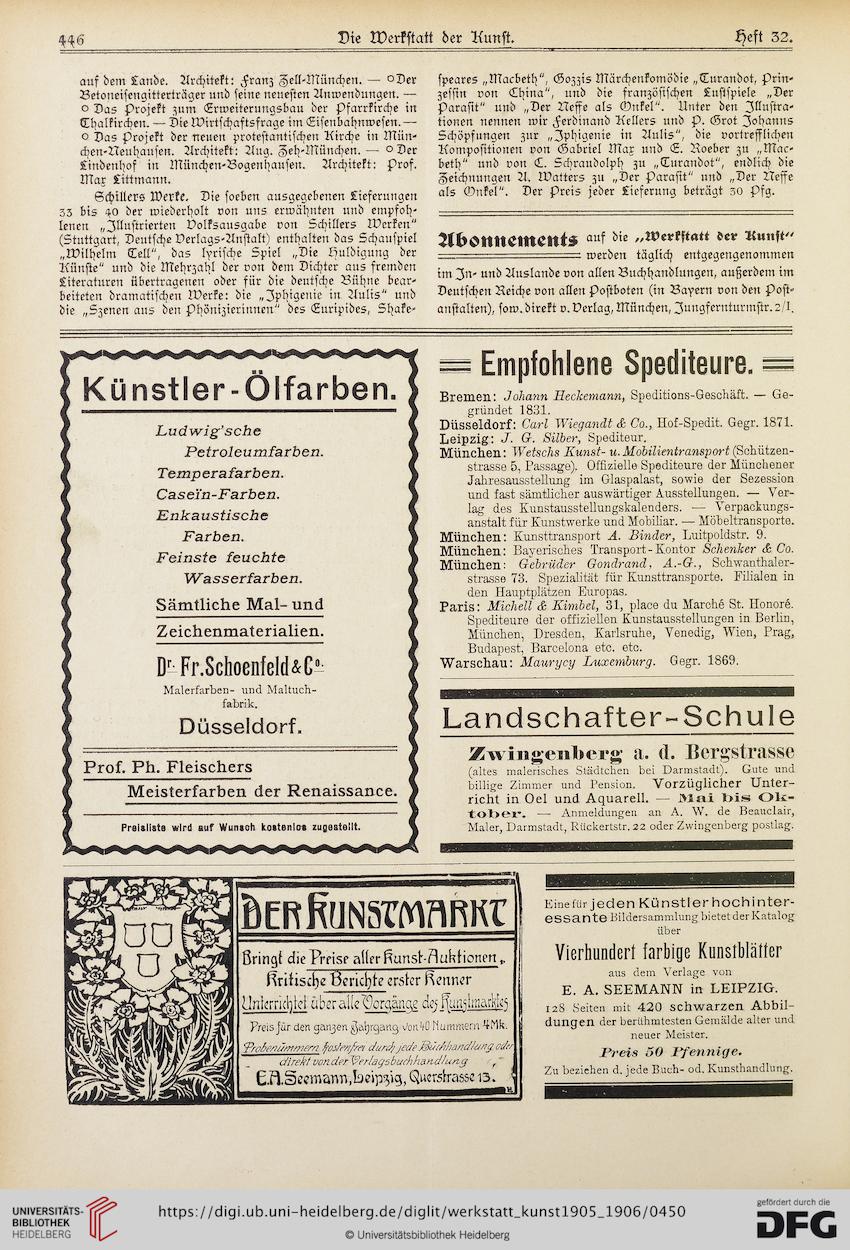 446
Die Werkstatt der Kunst.
Heft 32.
auf dem Lande. Architekt: Franz Zell-München. — o Der
Betoneisengitterträger und seine neuesten Anwendungen. —
o Das Projekt zum Erweiterungsbau der Pfarrkirche in
Thalkirchen. — Die Wirtschaftsfrage im Eisenbahnwesen. —
o Das Projekt der neuen protestantischen Kirche in Mün-
chen-Neuhausen. Architekt: Aug. Zeh-München. — o Der
Lindenhof in München-Bogenhausen. Architekt: Prof.
Max Littmann.
Schillers Werke. Die soeben ausgegebenen Lieferungen
33 bis 40 der wiederholt von uns erwähnten und empfoh-
lenen „Illustrierten Volksausgabe von Schillers Werken“
(Stuttgart, Deutsche Verlags-Anstalt) enthalten das Schauspiel
„Wilhelm Tell“, das lyrische Spiel „Die Huldigung der
Künste“ und die Mehrzahl der von dem Dichter aus fremden
Literaturen übertragenen oder für die deutsche Bühne bear-
beiteten dramatischen Werke: die „Iphigenie in Aulis“ und
die „Szenen aus den Phönizierinnen“ des Euripides, Shake-
speares „Macbeth“, Gozzis Märchenkomödie „Turandot, Prin-
zessin von China“, und die französischen Lustspiele „Der
Parasit“ und „Der Neffe als Onkel“. Unter den Illustra-
tionen nennen wir Ferdinand Kellers und P. Grot Johanns
Schöpfungen zur „Iphigenie in Aulis“, die vortrefflichen
Kompositionen von Gabriel Max und E. Roeber zu „Mac-
beth“ und von C. Schraudolph zu „Turandot“, endlich die
Zeichnungen A. Watters zu „Der Parasit“ und „Der Neffe
als Onkel“. Der Preis jeder Lieferung beträgt 30 Pfg.
Abonnements auf die „Werkstatt der Kunst“
werden täglich entgegengenommen
im In- und Auslande von allen Buchhandlungen, außerdem im
Deutschen Reiche von allen Postboten (in Bayern von den Post-
anstalten), sow. direkt v. Verlag, München, Jungfernturmstr. 2/I.
Künstler-Ölfarben.
Ludwig'sche
Petroleumfarben.
Temperafarben.
Caseïn-Farben.
Enkaustische
Farben.
Feinste feuchte
Wasserfarben.
Sämtliche Mal- und
Zeichenmaterialien.
Dr. Fr. Schoenfeld & Co.
Malerfarben- und Maltuch-
fabrik.
Düsseldorf.
Prof. Ph. Fleischers
Meisterfarben der Renaissance.
Preisliste wird auf Wunsch kostenlos zugestellt.
Empfohlene Spediteure.
Bremen: Johann Heckemann, Speditions-Geschäft. — Ge-
gründet 1831.
Düsseldorf: Carl Wiegandt & Co., Hof-Spedit. Gegr. 1871.
Leipzig: J. G. Silber, Spediteur.
München: Wetschs Kunst- u. Mobilientransport (Schützen-
strasse 5, Passage). Offizielle Spediteure der Münchener
Jahresausstellung im Glaspalast, sowie der Sezession
und fast sämtlicher auswärtiger Ausstellungen. — Ver-
lag des Kunstausstellungskalenders. — Verpackungs-
anstalt für Kunstwerke und Mobiliar. — Möbeltransporte.
München: Kunsttransport A. Binder, Luitpoldstr. 9.
München: Bayerisches Transport-Kontor Schenker & Co.
München: Gebrüder Gondrand, A.-G., Schwanthaler-
strasse 73. Spezialität für Kunsttransporte. Filialen in
den Hauptplätzen Europas.
Paris: Michell & Kimbel, 31, place du Marché St. Honoré.
Spediteure der offiziellen Kunstausstellungen in Berlin,
München, Dresden, Karlsruhe, Venedig, Wien, Prag,
Budapest, Barcelona etc. etc.
Warschau: Maurycy Luxemburg. Gegr. 1869.
Landschafter-Schule
Zwingenberg a. d. Bergstrasse
(altes malerisches Städtchen bei Darmstadt). Gute und
billige Zimmer und Pension. Vorzüglicher Unter-
richt in Oel und Aquarell. — Mai bis Ok-
tober. — Anmeldungen an A. W. de Beauclair,
Maler, Darmstadt, Rückertstr. 22 oder Zwingenberg postlag.
DER KUNSTMARKT
Bringt die Preise aller Kunst-Auktionen,
Kritische Berichte erster Kenner
Unterrichtet über alle Vorgänge des Kunstmarktes
Preis für den ganzen Jahrgang von 40 Nummern 4 Mk.
Probenummern kostenfrei durch jede Buchhandlung oder
direkt von der Verlagsbuchhandlung
E.A. Seemann, Leipzig, Querstrasse 13.
Eine für jeden Künstler hochinter-
essante Bildersammlung bietet der Katalog
über
Vierhundert farbige Kunstblätter
aus dem Verlage von
E. A. SEEMANN in LEIPZIG.
128 Seiten mit 420 schwarzen Abbil-
dungen der berühmtesten Gemälde alter und
neuer Meister.
Preis 50 Pfennige.
Zu beziehen d. jede Buch- od. Kunsthandlung.
UNIVERSITÄTS-
BIBLIOTHEK
HEIDELBERG
https://digi.ub.uni-heidelberg.de/diglit/werkstatt_kunst1905_1906/0450
© Universitätsbibliothek Heidelberg
gefördert durch die
DFG